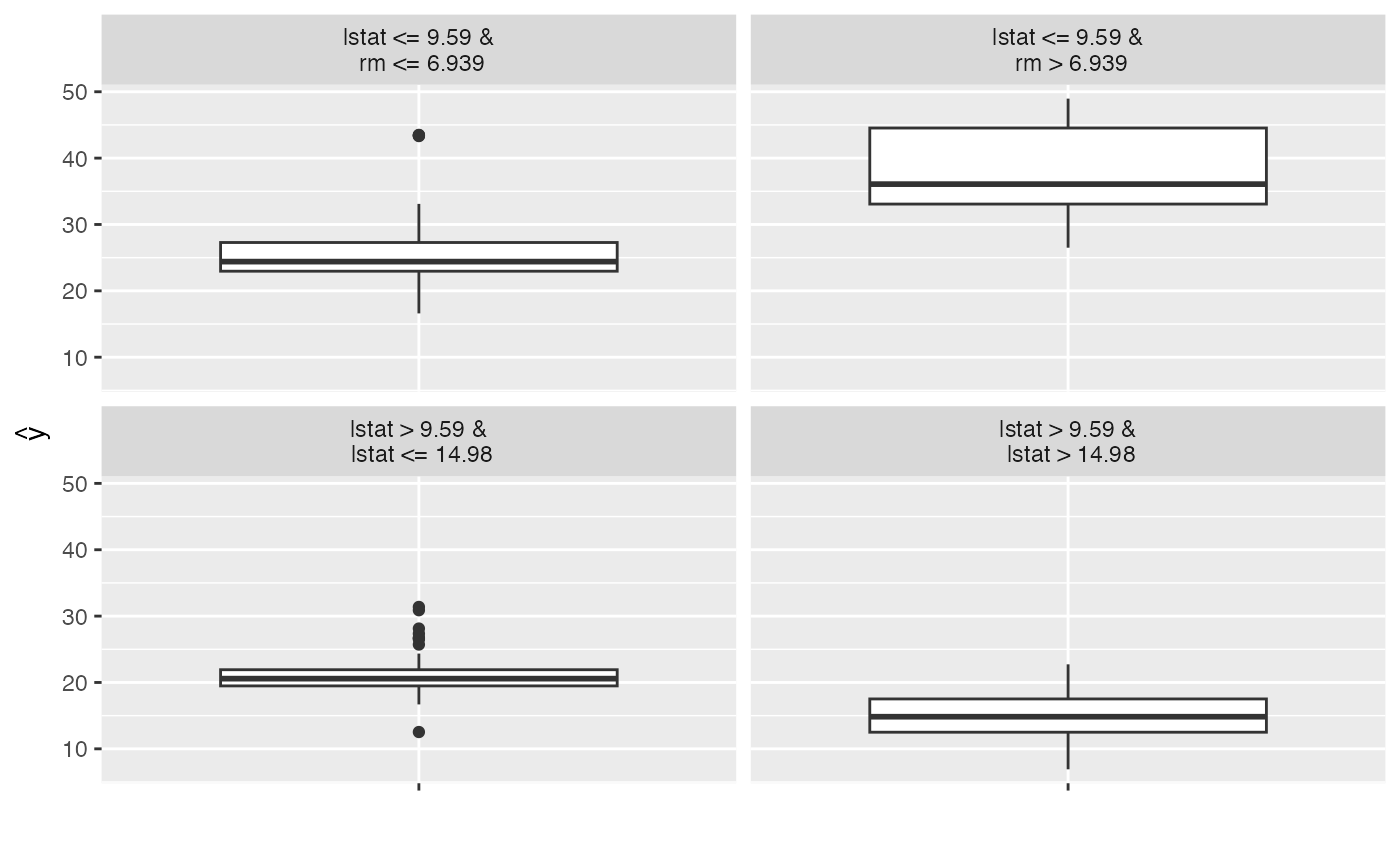 lstat <= 9.59 &
rm <= 6.939
lstat <= 9.59 &
rm > 6.939
50
40
30
20
10
ŷ
lstat > 9.59 &
lstat <= 14.98
lstat > 9.59 &
lstat > 14.98
50
40
30
20
10